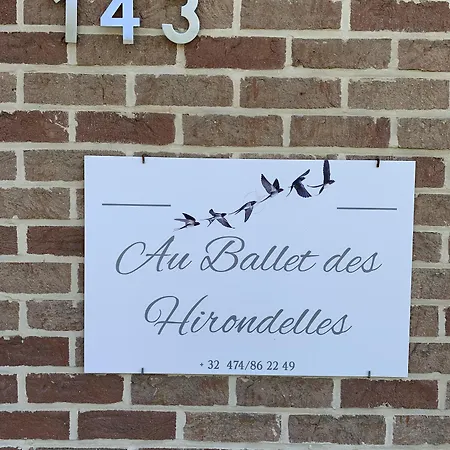 143
Au Ballet des
Hirondelles
+ 32 474/86 22 49